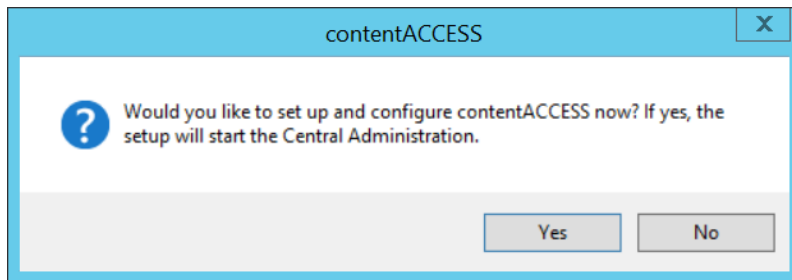 contentACCESS
X
Would you like to set up and configure contentACCESS now? If yes, the
setup will start the Central Administration.
?
Yes No